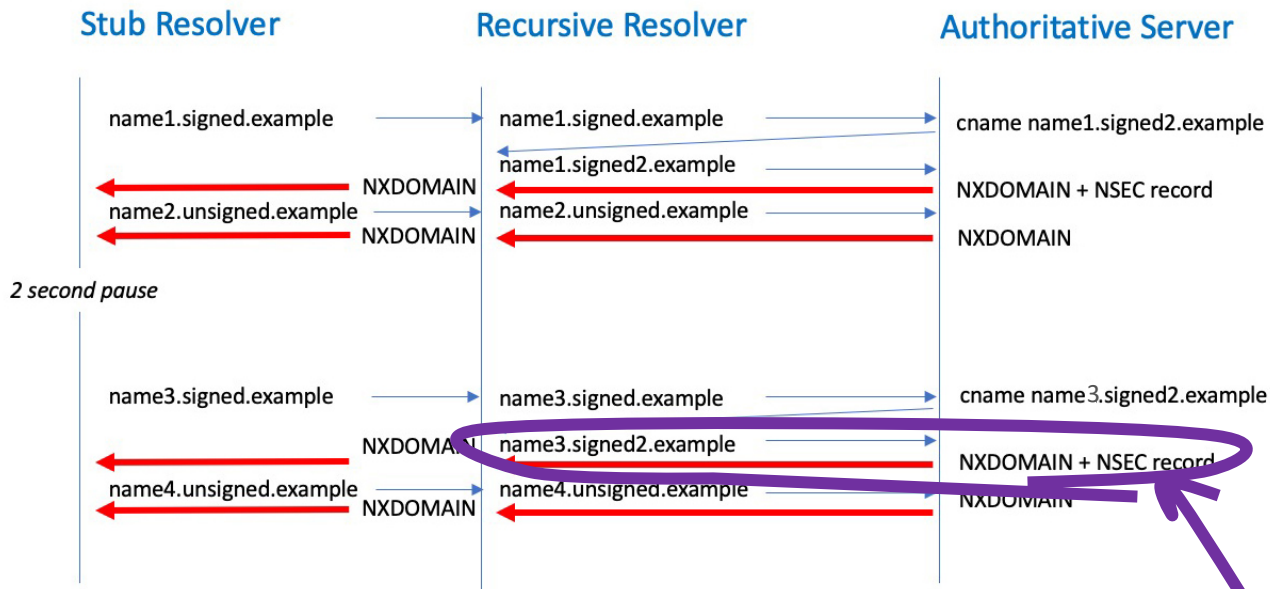 Stub Resolver Recursive Resolver Authoritative Server
name1.signed.example name1.signed.example cname name1.signed2.example
name1.signed2.example
NXDOMAIN NXDOMAIN + NSEC record
name2.unsigned.example name2.unsigned.example
NXDOMAIN NXDOMAIN
2 second pause
name3.signed.example name3.signed.example cname name3.signed2.example
NXDOMAIN name3.signed2.example
NXDOMAIN + NSEC record
name4.unsigned.example name4.unsigned.example
NXDOMAIN NXDOMAIN